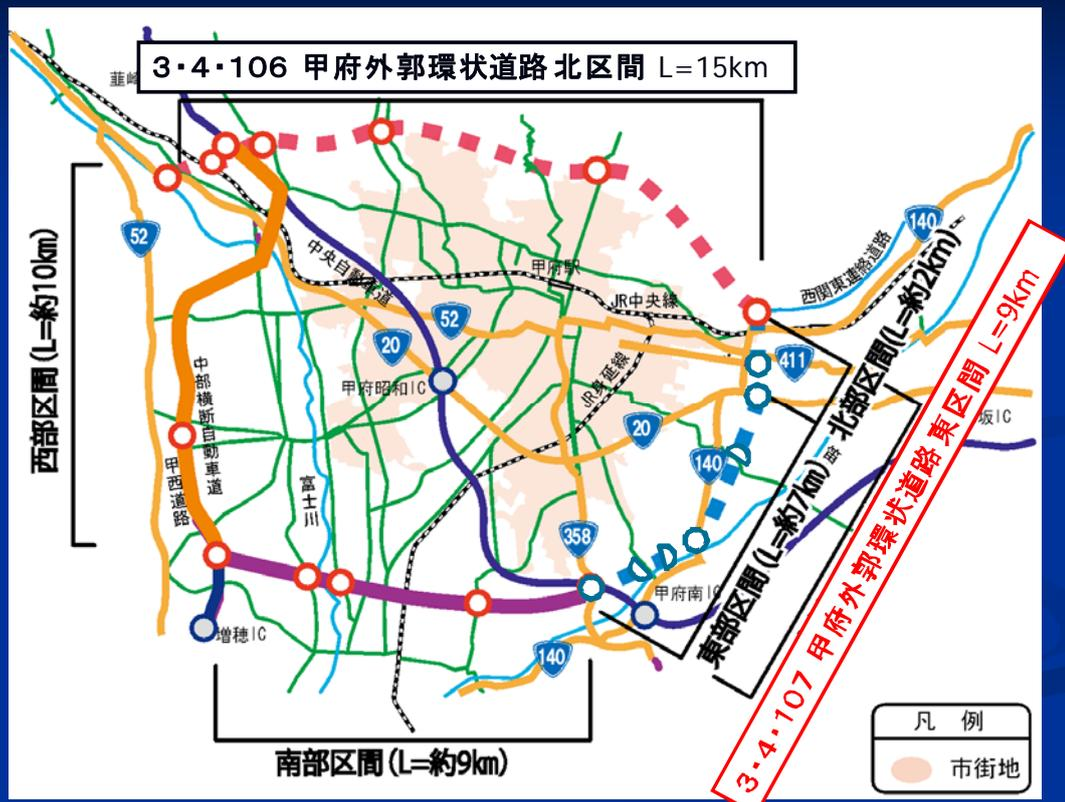 3・4・106 甲府外郭環状道路 北区間 L=15km
韮崎
52
140
西関東連絡道路
西部区間(L=約10km)
中央自動車道
甲府駅
JR中央線
52
20
411
甲府昭和IC
JR身延線
中部横断自動車道
甲西道路
富士川
20
140
北部区間(L=約2km)
坂IC
358
甲府南IC
東部区間(L=約7km)
3・4・107 甲府外郭環状道路 東区間 L=9km
増穂IC
140
南部区間(L=約9km)
凡 例
市街地